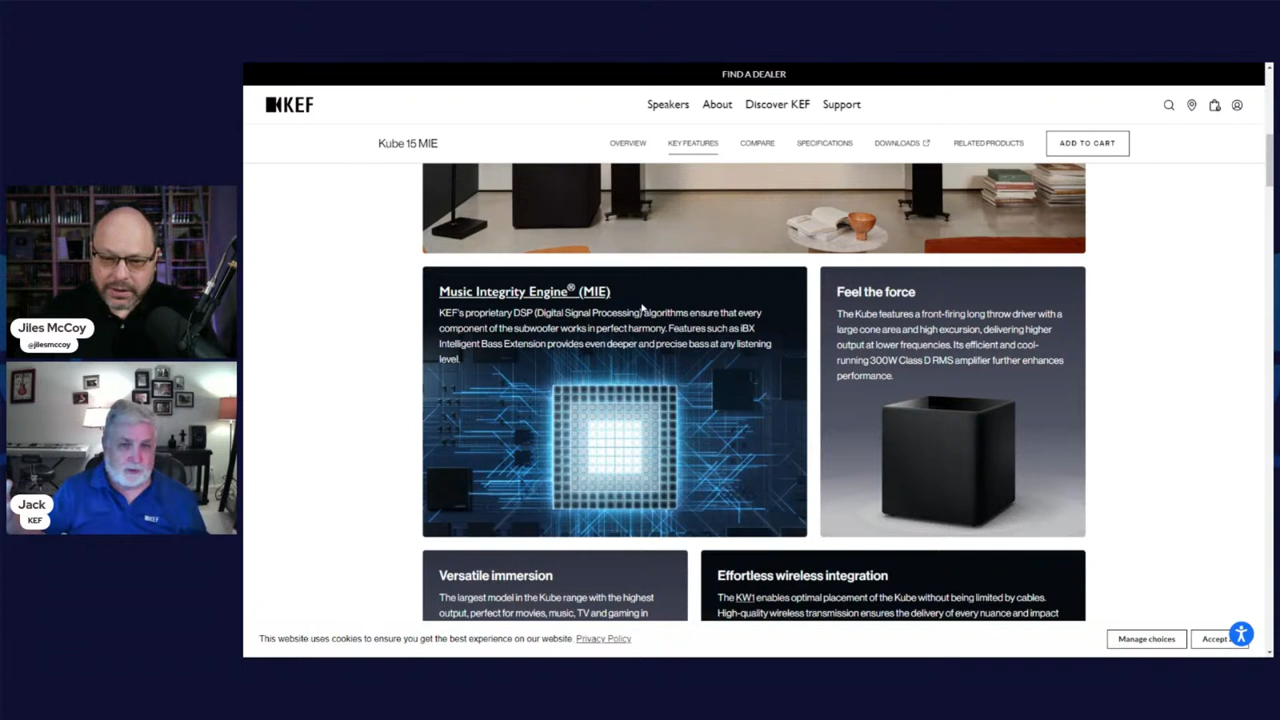 FIND A DEALER
KEF
Speakers About Discover KEF Support
Kube 15 MIE
OVERVIEW KEY FEATURES COMPARE SPECIFICATIONS DOWNLOADS RELATED PRODUCTS ADD TO CART
Music Integrity Engine® (MIE)
KEF's proprietary DSP (Digital Signal Processing) algorithms ensure that every
component of the subwoofer works in perfect harmony. Features such as iBX
Intelligent Bass Extension provides even deeper and precise bass at any listening
level.
Feel the force
The Kube features a front-firing long throw driver with a
large cone area and high excursion, delivering higher
output at lower frequencies. Its efficient and cool-
running 300W Class D RMS amplifier further enhances
performance.
Jiles McCoy
@jilesmccoy
Jack
KEF
KEF
Versatile immersion
The largest model in the Kube range with the highest
output, perfect for movies, music, TV and gaming in
Effortless wireless integration
The KW1 enables optimal placement of the Kube without being limited by cables.
High-quality wireless transmission ensures the delivery of every nuance and impact
This website uses cookies to ensure you get the best experience on our website Privacy Policy
Manage choices
Accept